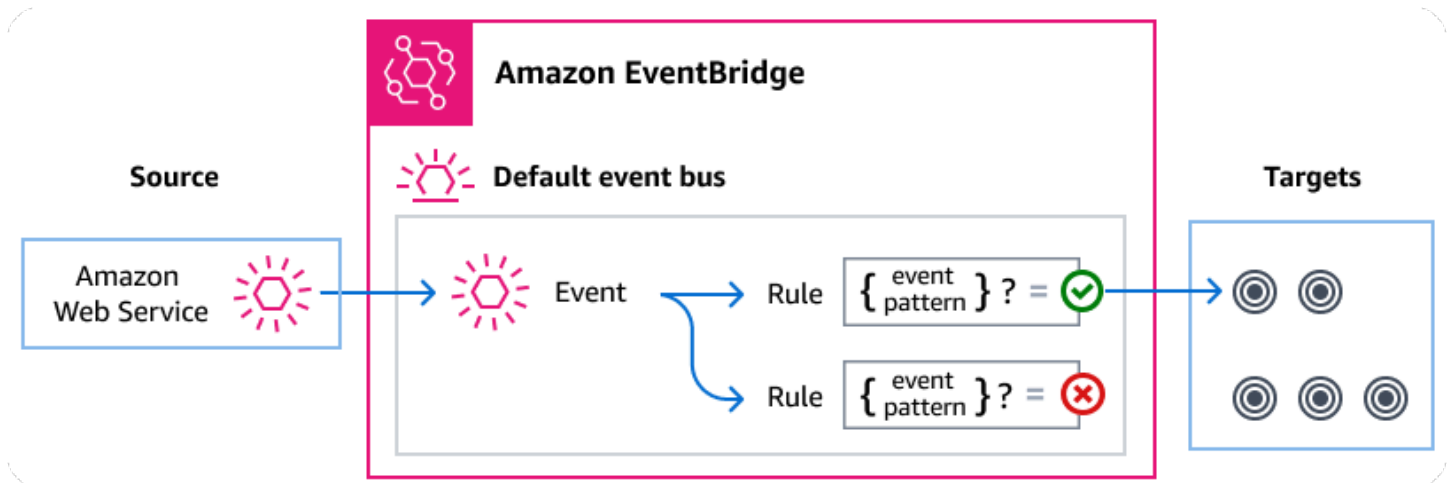 Amazon EventBridge
Source
Default event bus
Targets
Amazon
Web Service
Event
Rule
{ event
pattern } ? =
Rule
{ event
pattern } ? =